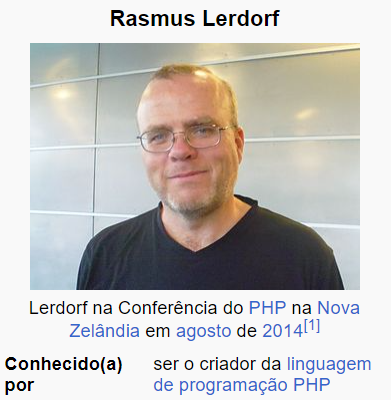 Rasmus Lerdorf
Lerdorf na Conferência do PHP na Nova
Zelândia em agosto de 2014[1]
Conhecido(a) ser o criador da linguagem
por de programação PHP